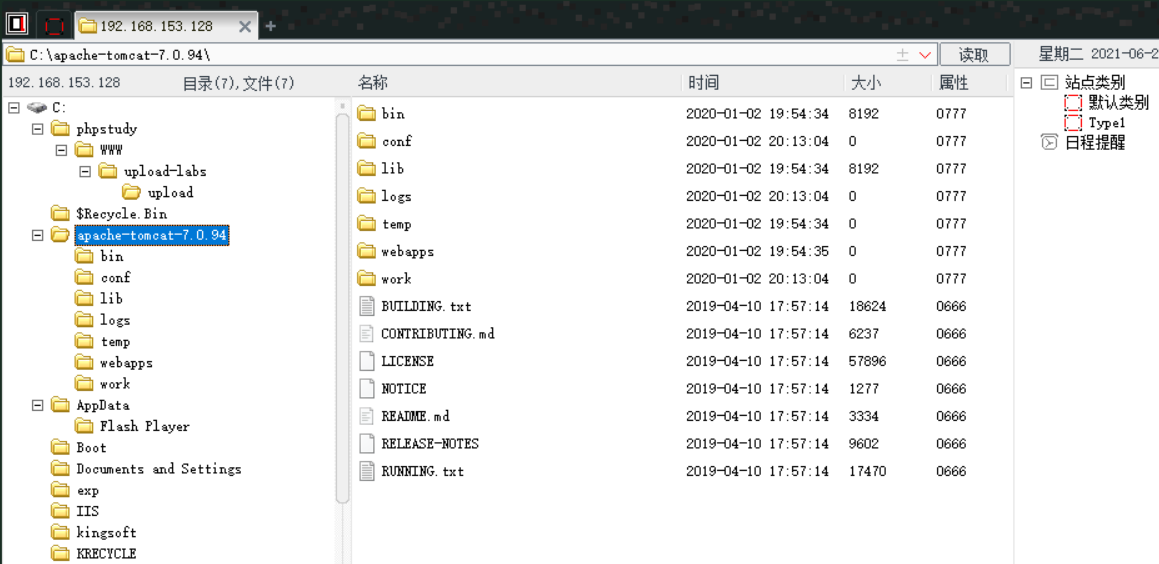 192.168.153.128
C:\apache-tomcat-7.0.94\
读取
星期二 2021-06-2
192.168.153.128 目录(7),文件(7)
名称 时间 大小 属性
C:
phpstudy
WWW
upload-labs
upload
$Recycle.Bin
apache-tomcat-7.0.94
bin
conf
lib
logs
temp
webapps
work
AppData
Flash Player
Boot
Documents and Settings
exp
IIS
kingsoft
KRECYCLE
bin 2020-01-02 19:54:34 8192 0777
conf 2020-01-02 20:13:04 0 0777
lib 2020-01-02 19:54:34 8192 0777
logs 2020-01-02 20:13:04 0 0777
temp 2020-01-02 19:54:34 0 0777
webapps 2020-01-02 19:54:35 0 0777
work 2020-01-02 20:13:04 0 0777
BUILDING.txt 2019-04-10 17:57:14 18624 0666
CONTRIBUTING.md 2019-04-10 17:57:14 6237 0666
LICENSE 2019-04-10 17:57:14 57896 0666
NOTICE 2019-04-10 17:57:14 1277 0666
README.md 2019-04-10 17:57:14 3334 0666
RELEASE-NOTES 2019-04-10 17:57:14 9602 0666
RUNNING.txt 2019-04-10 17:57:14 17470 0666
站点类别
默认类别
Type1
日程提醒